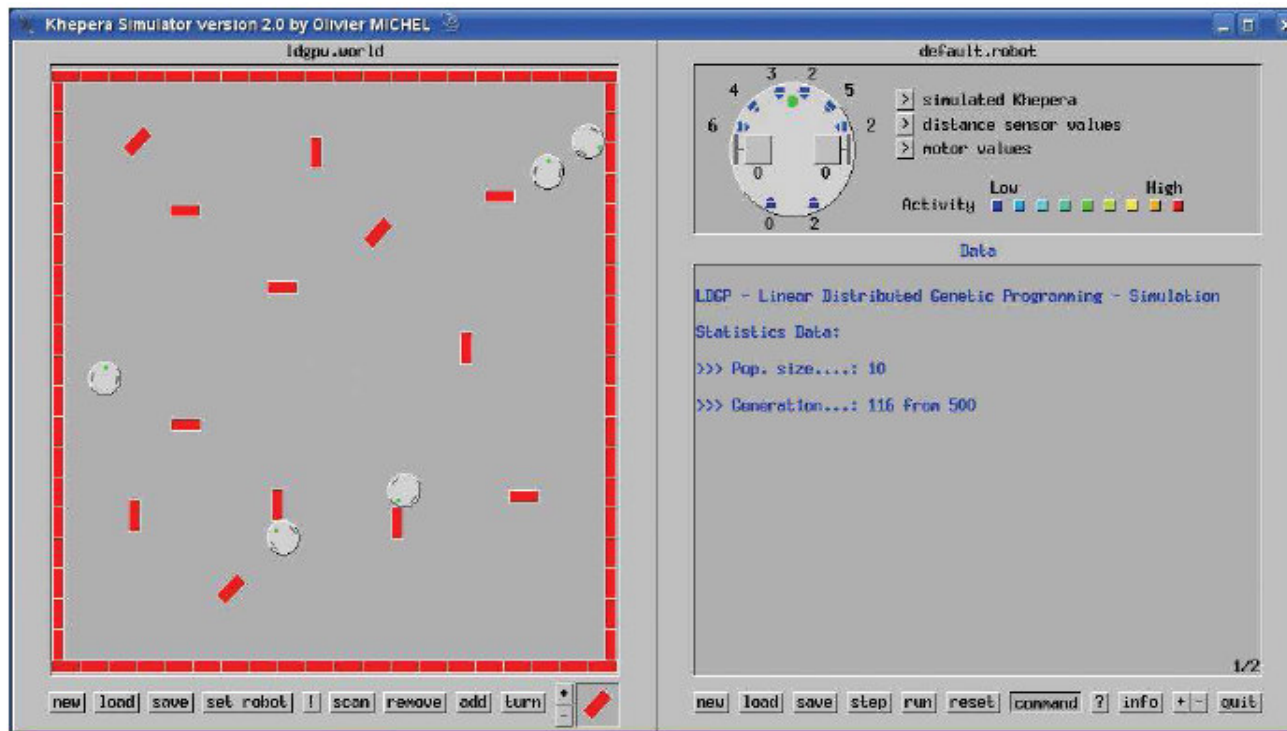 Khepera Simulator version 2.0 by Olivier MICHEL
ldgpu.world
default.robot
3 2
4 5
6 2
0 0
0 2
> simulated Khepera
> distance sensor values
> motor values
Low High
Activity
Data
LDGP - Linear Distributed Genetic Programming - Simulation
Statistics Data:
>>> Pop. size....: 10
>>> Generation...: 116 from 500
1/2
new load save set robot ! scan remove add turn + -
new load save step run reset command ? info + - quit